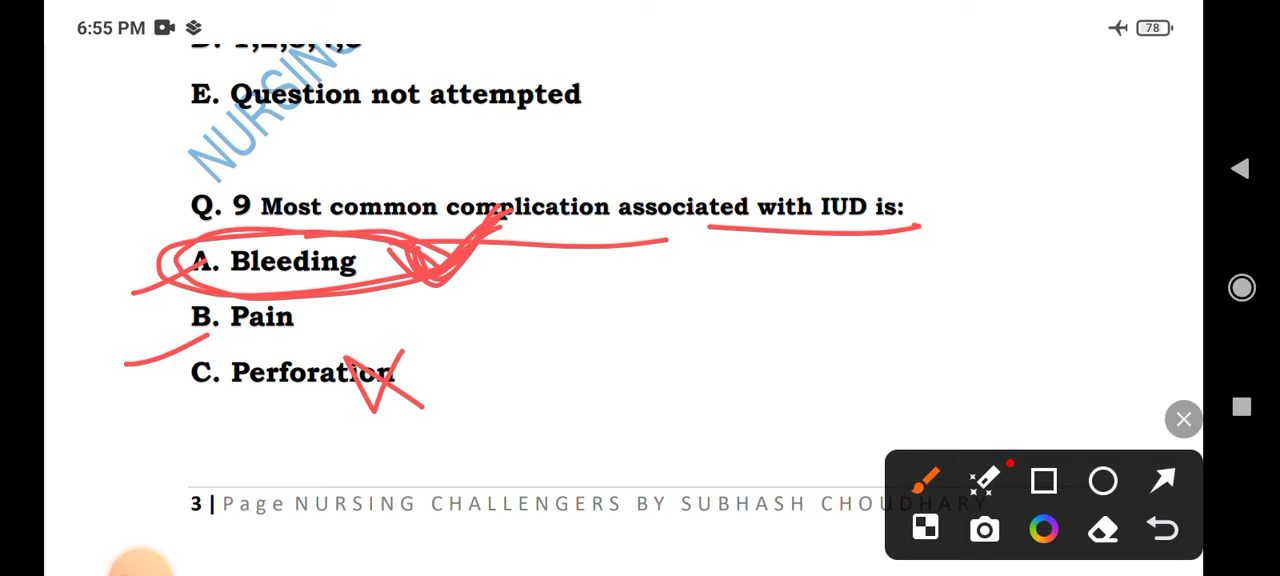 6:55 PM
78
E. Question not attempted
NURSING
Q. 9 Most common complication associated with IUD is:
A. Bleeding
B. Pain
C. Perforation
3 | Page NURSING CHALLENGERS BY SUBHASH CHOUDHARY